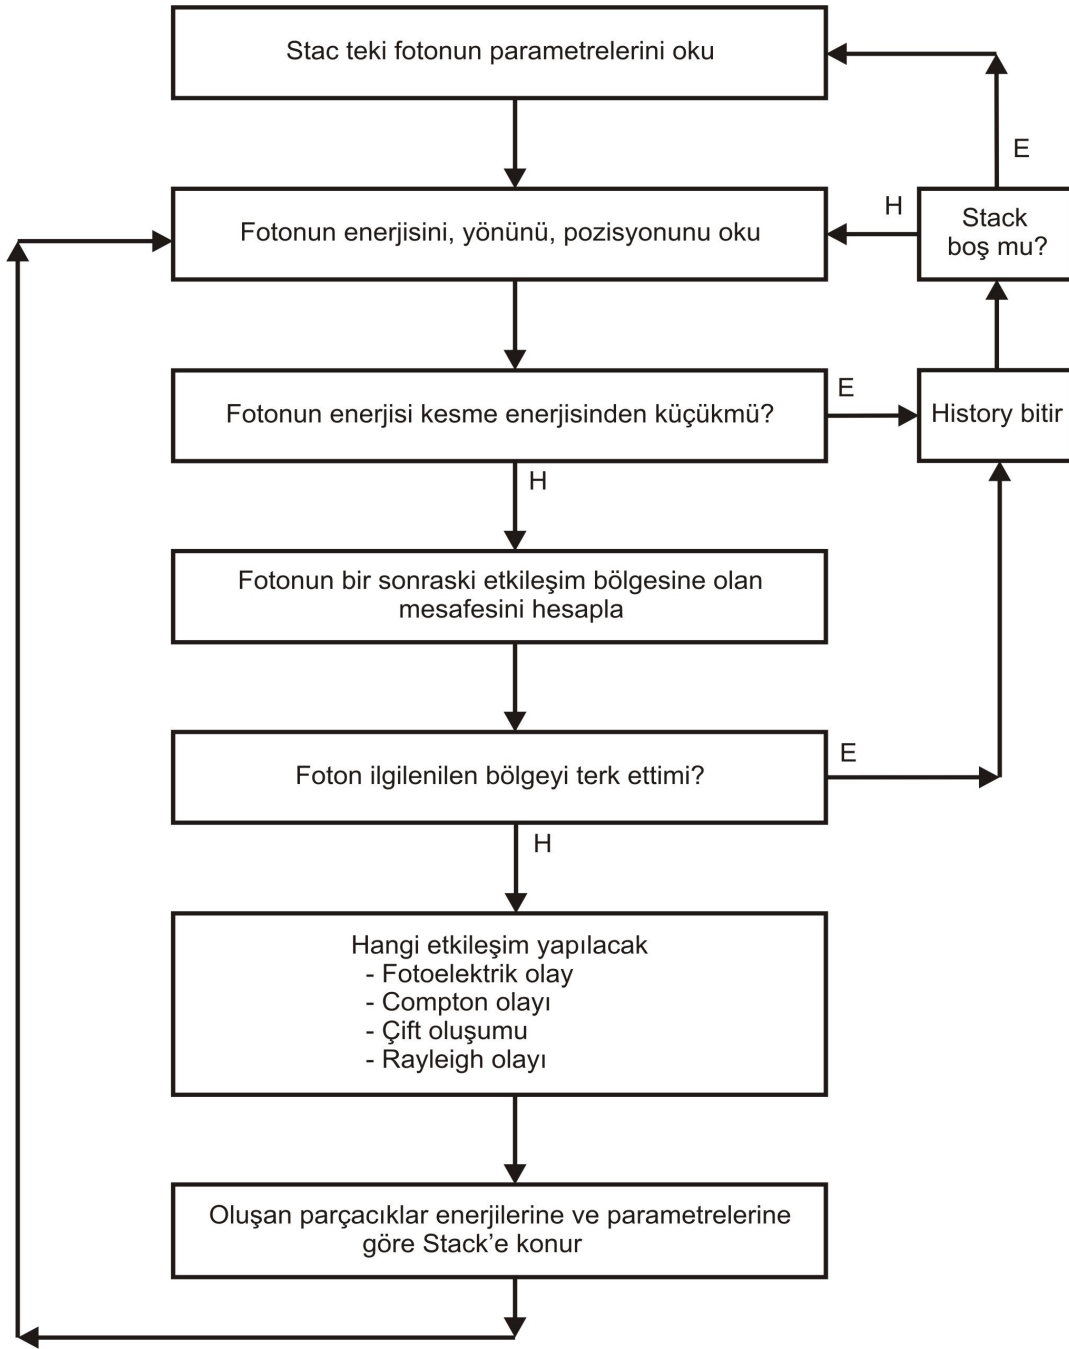 Stac teki fotonun parametrelerini oku
E
Fotonun enerjisini, yönünü, pozisyonunu oku
H
Stack
boş mu?
Fotonun enerjisi kesme enerjisinden küçükmü?
E
History bitir
H
Fotonun bir sonraski etkileşim bölgesine olan
mesafesini hesapla
Foton ilgilenilen bölgeyi terk ettimi?
E
H
Hangi etkileşim yapılacak
- Fotoelektrik olay
- Compton olayı
- Çift oluşumu
- Rayleigh olayı
Oluşan parçacıklar enerjilerine ve parametrelerine
göre Stack’e konur